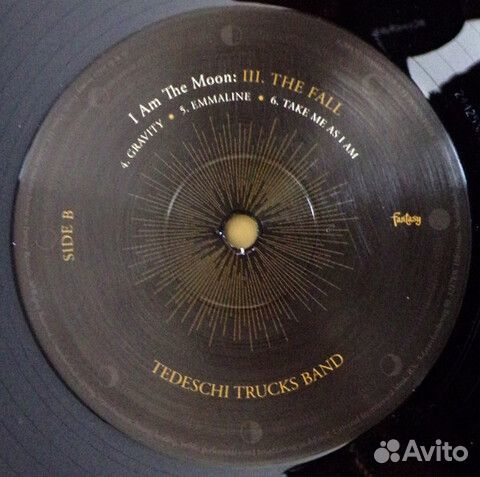 I Am The Moon: III. THE FALL
4. GRAVITY • 5. EMMALINE • 6. TAKE ME AS I AM
SIDE B
fantasy
TEDESCHI TRUCKS BAND
Avito